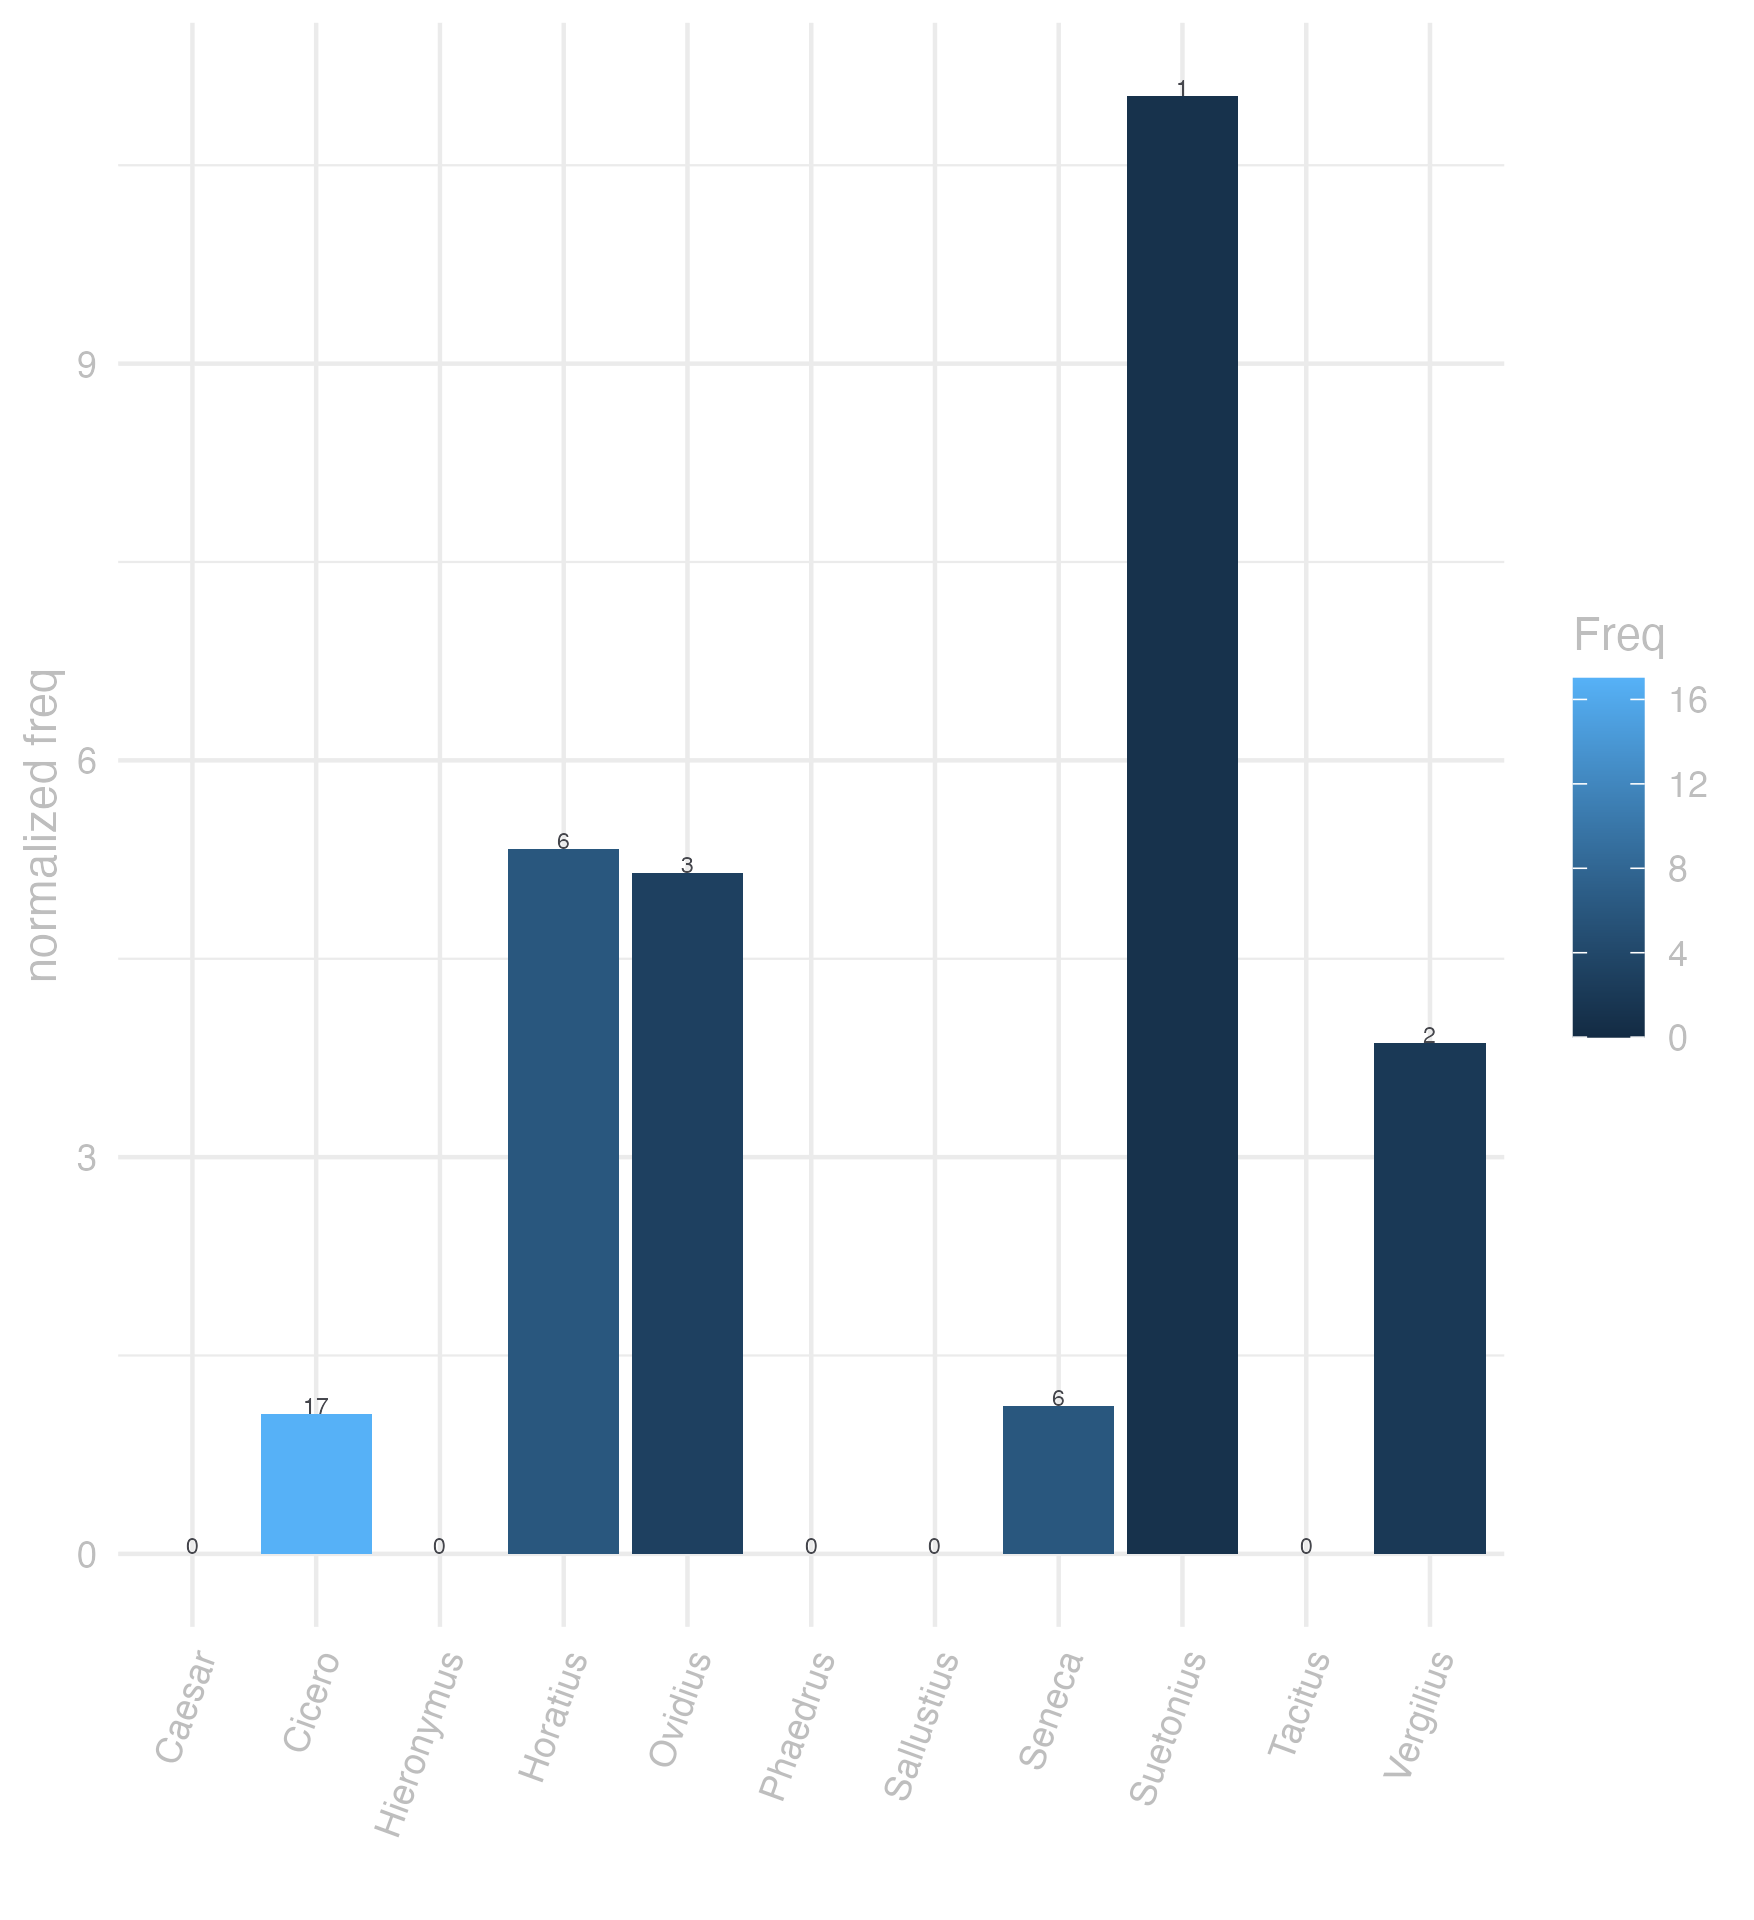 1
9
6
6
3
2
3
17
6
0
0
0
0
0
0
normalized freq
Caesar
Cicero
Hieronymus
Horatius
Ovidius
Phaedrus
Sallustius
Seneca
Suetonius
Tacitus
Vergilius
Freq
16
12
8
4
0